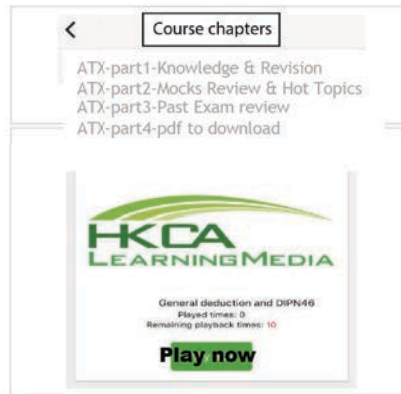 Course chapters
ATX-part1-Knowledge & Revision
ATX-part2-Mocks Review & Hot Topics
ATX-part3-Past Exam review
ATX-part4-pdf to download
HKCA
LEARNINGMEDIA
General deduction and DIPN46
Played times: 0
Remaining playback times: 10
Play now